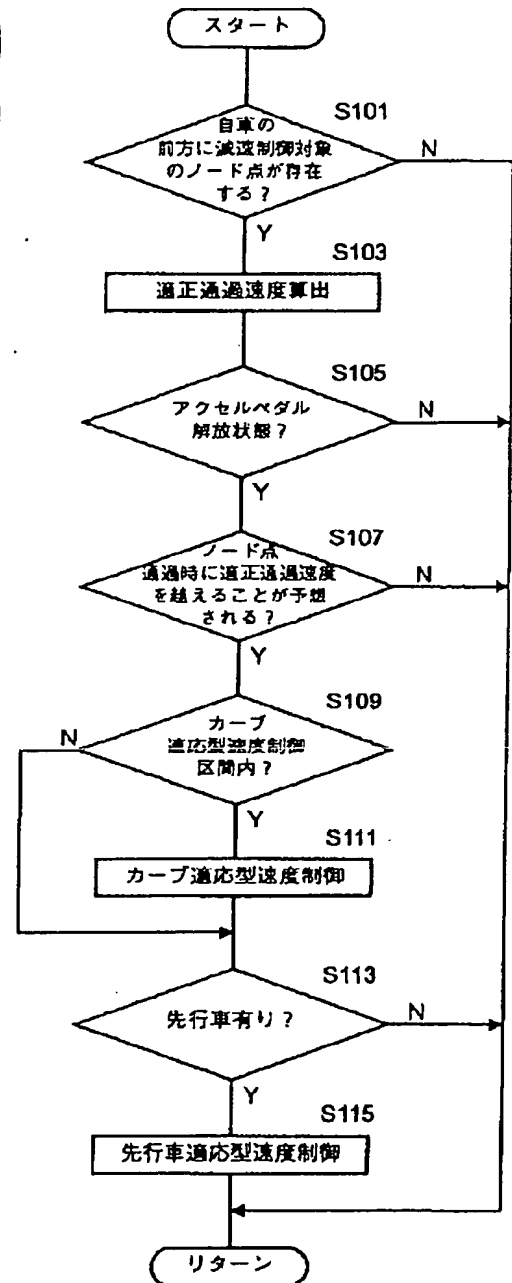 スタート
S101
自車の
前方に減速制御対象
のノード点が存在
する?
N
Y
S103
適正通過速度算出
S105
アクセルペダル
解放状態?
N
Y
S107
ノード点
通過時に適正通過速度
を越えることが予想
される?
N
Y
S109
カーブ
適応型速度制御
区間内?
N
Y
S111
カーブ適応型速度制御
S113
先行車有り?
N
Y
S115
先行車適応型速度制御
リターン